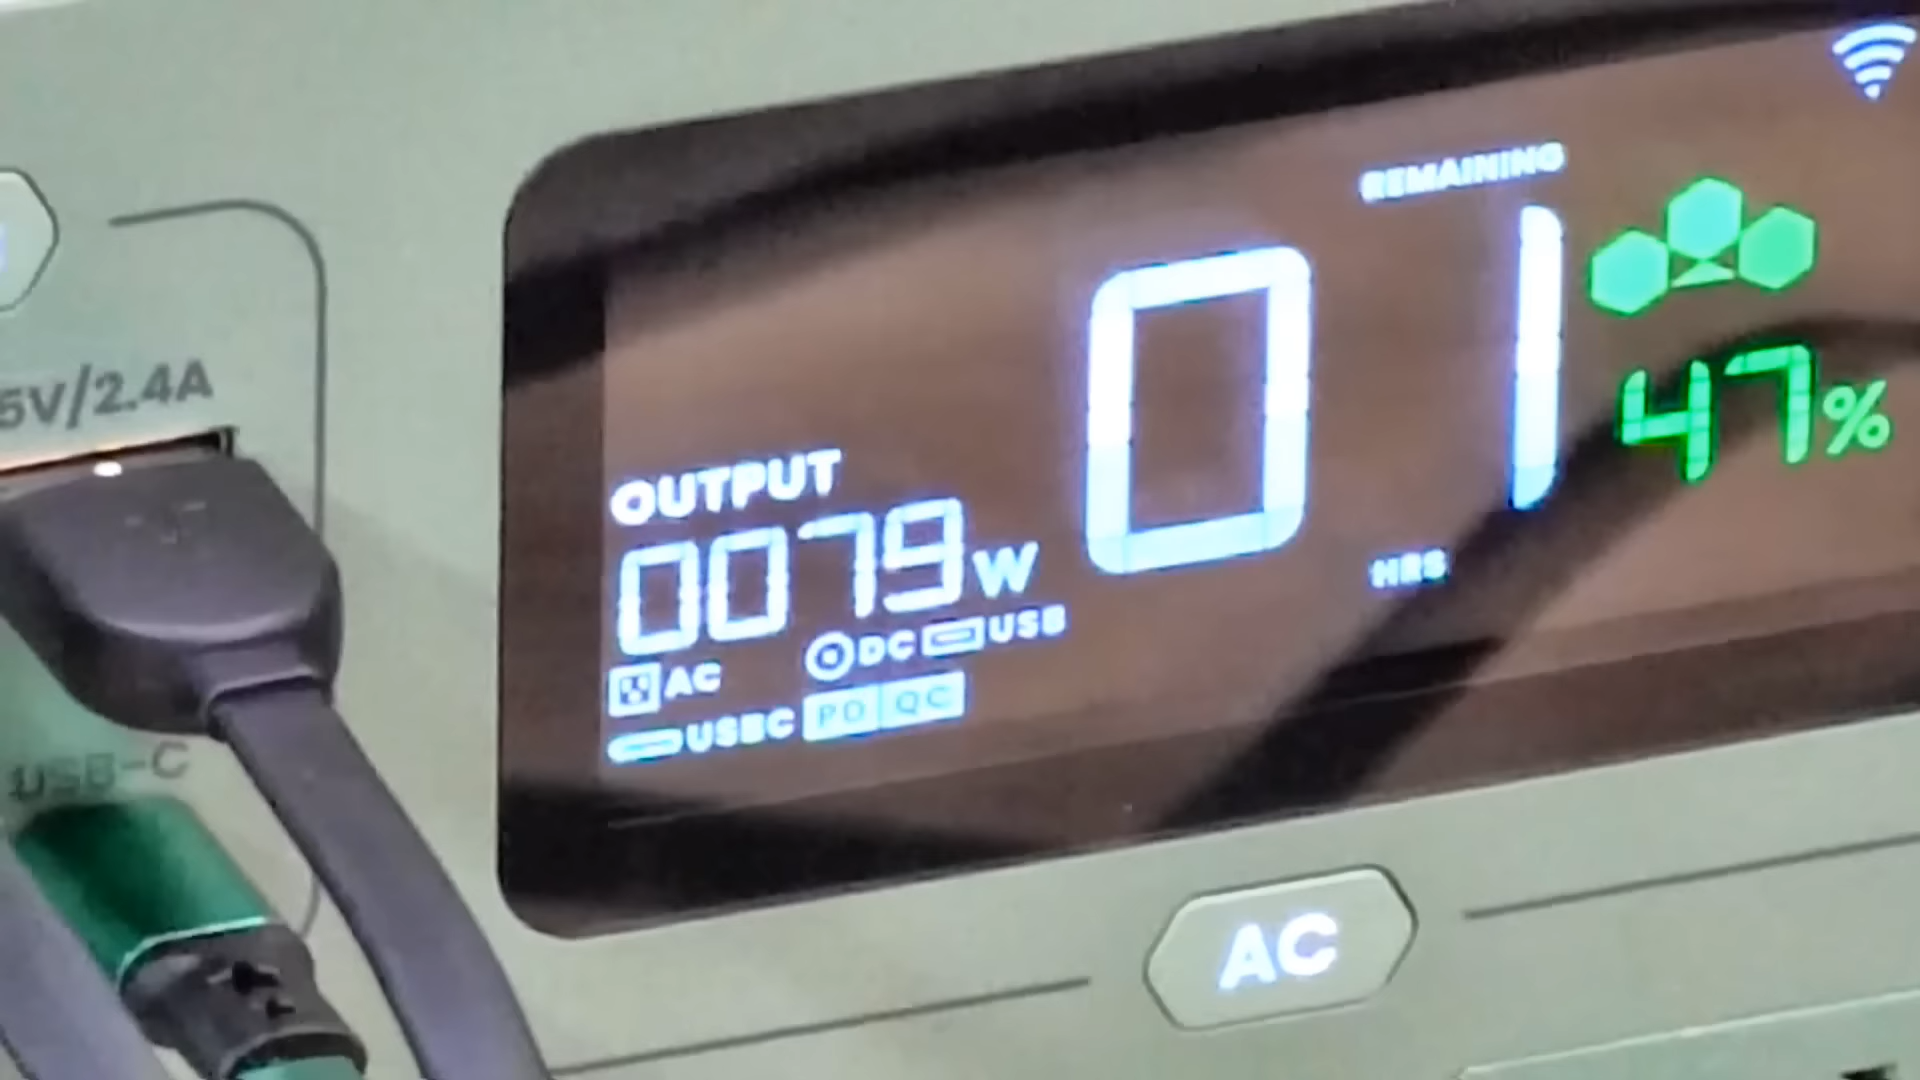 5V/2.4A
USB-C
REMAINING
01
HRS
47%
OUTPUT
0079W
AC DC USB
USBC PD QC
AC